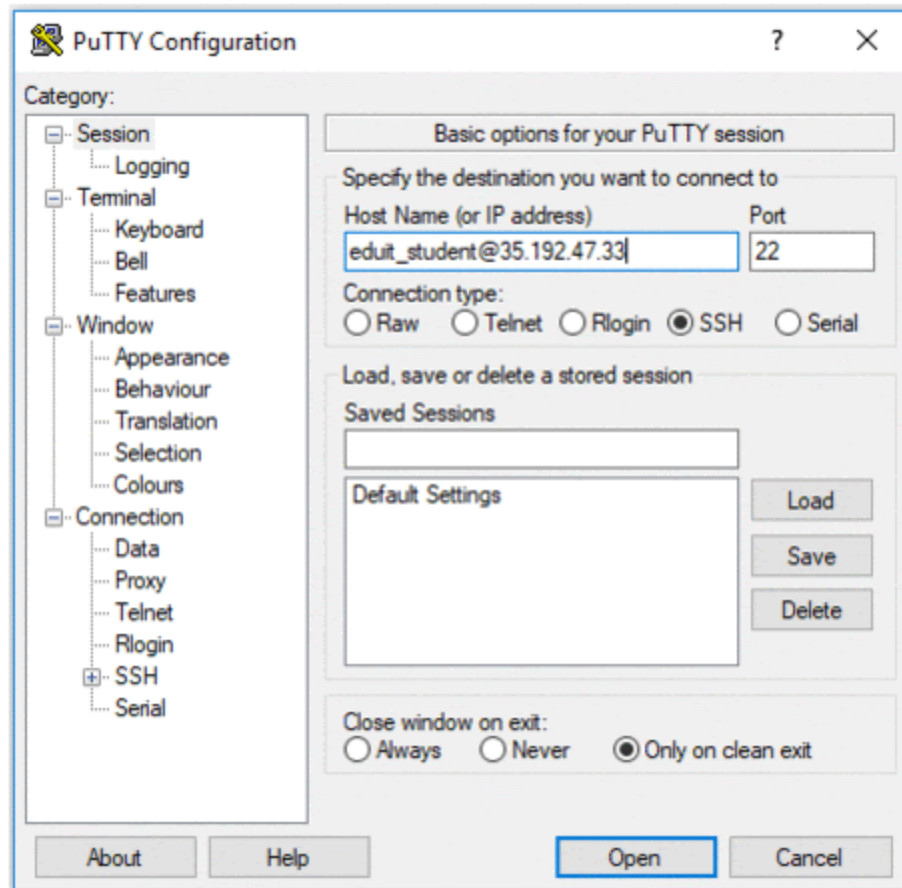 PuTTY Configuration
?
Category:
Session
Logging
Terminal
Keyboard
Bell
Features
Window
Appearance
Behaviour
Translation
Selection
Colours
Connection
Data
Proxy
Telnet
Rlogin
SSH
Serial
Basic options for your PuTTY session
Specify the destination you want to connect to
Host Name (or IP address) Port
eduit_student@35.192.47.33 22
Connection type:
Raw Telnet Rlogin SSH Serial
Load, save or delete a stored session
Saved Sessions
Default Settings
Load
Save
Delete
Close window on exit:
Always Never Only on clean exit
About Help Open Cancel